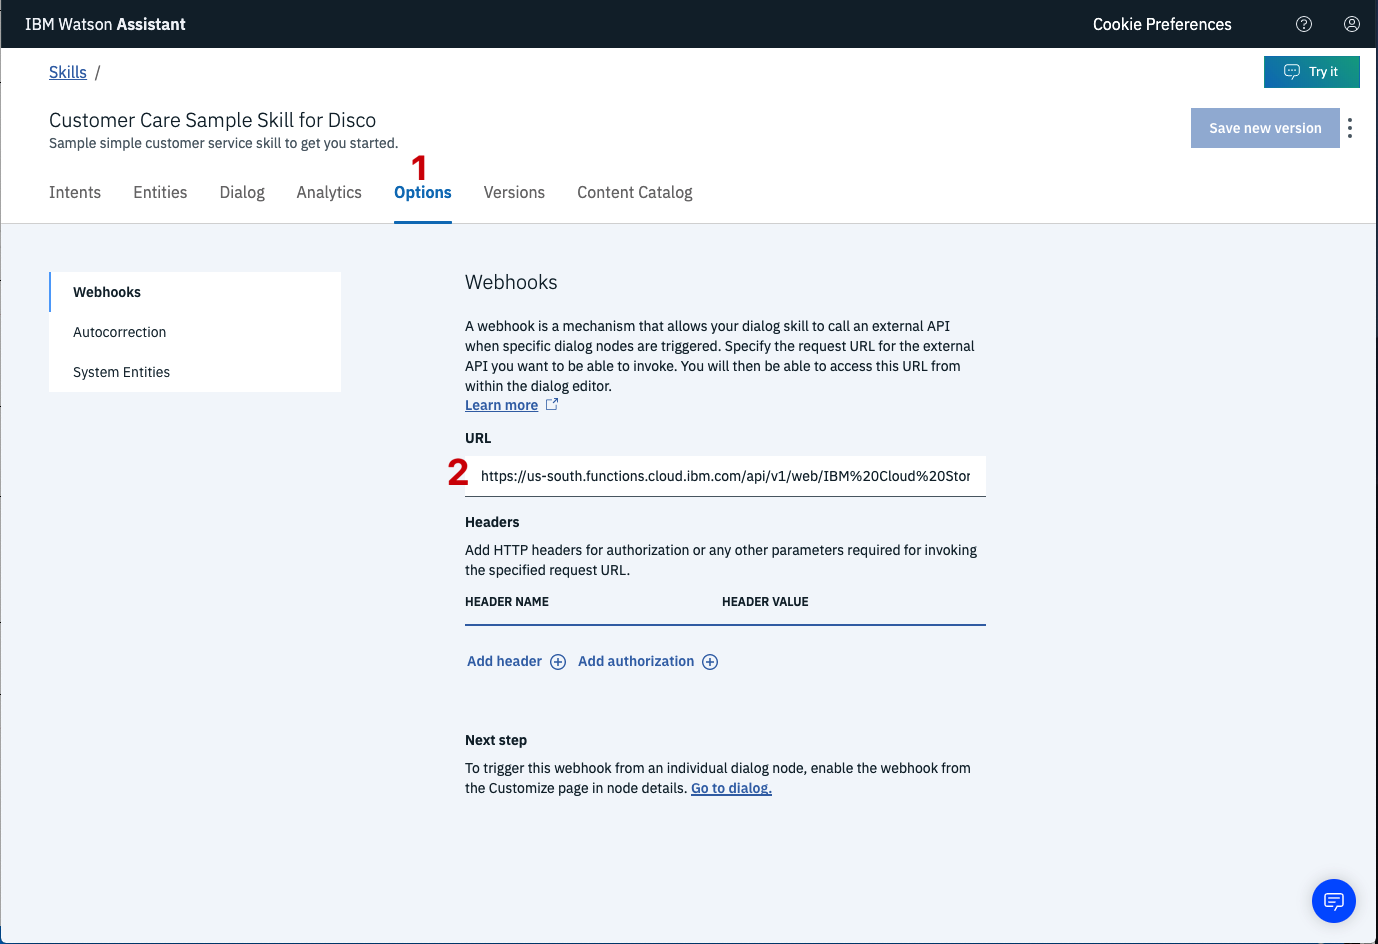 IBM Watson Assistant
Cookie Preferences
Skills /
Try it
Customer Care Sample Skill for Disco
Sample simple customer service skill to get you started.
Save new version
1
Intents
Entities
Dialog
Analytics
Options
Versions
Content Catalog
Webhooks
Autocorrection
System Entities
Webhooks
A webhook is a mechanism that allows your dialog skill to call an external API
when specific dialog nodes are triggered. Specify the request URL for the external
API you want to be able to invoke. You will then be able to access this URL from
within the dialog editor.
Learn more
URL
2
https://us-south.functions.cloud.ibm.com/api/v1/web/IBM%20Cloud%20Stor
Headers
Add HTTP headers for authorization or any other parameters required for invoking
the specified request URL.
HEADER NAME
HEADER VALUE
Add header
Add authorization
Next step
To trigger this webhook from an individual dialog node, enable the webhook from
the Customize page in node details. Go to dialog.